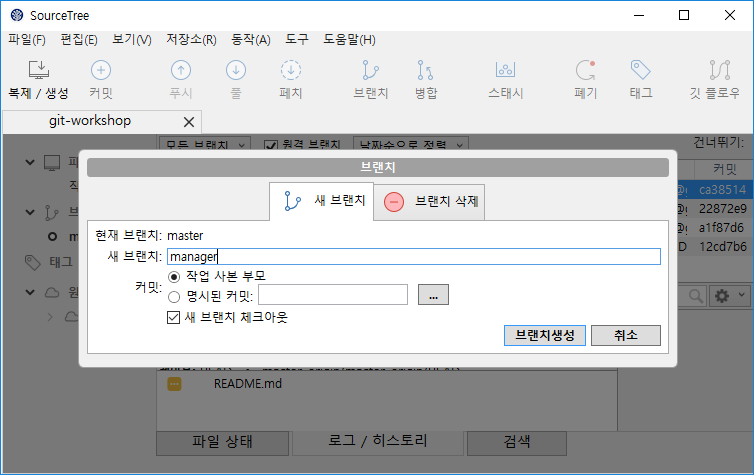 SourceTree
파일(F) 편집(E) 보기(V) 저장소(R) 동작(A) 도구 도움말(H)
복제 / 생성 커밋 푸시 풀 페치 브랜치 병합 스태시 폐기 태그 깃 플로우
git-workshop
모든 브랜치 원격 브랜치 날짜순으로 정렬 건너뛰기:
브랜치
커밋
새 브랜치 브랜치 삭제
ca38514
22872e9
a1f87d6
12cd7b6
태그
현재 브랜치: master
새 브랜치: manager
커밋: 작업 사본 부모
명시된 커밋: ...
새 브랜치 체크아웃
브랜치생성 취소
README.md
파일 상태 로그 / 히스토리 검색